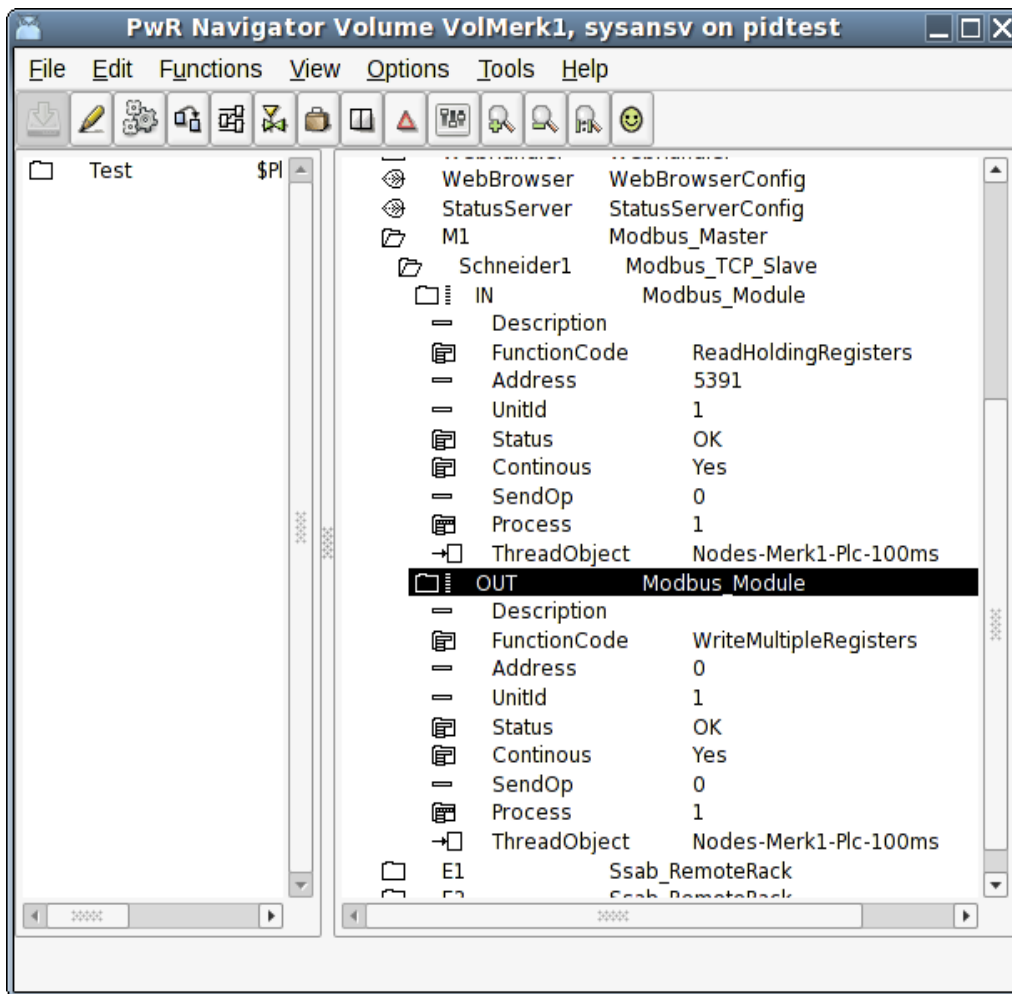 PwR Navigator Volume VolMerk1, sysansv on pidtest
File Edit Functions View Options Tools Help
Test $Pl
WebBrowser WebBrowserConfig
StatusServer StatusServerConfig
M1 Modbus_Master
Schneider1 Modbus_TCP_Slave
IN Modbus_Module
Description
FunctionCode ReadHoldingRegisters
Address 5391
UnitId 1
Status OK
Continous Yes
SendOp 0
Process 1
ThreadObject Nodes-Merk1-Plc-100ms
OUT Modbus_Module
Description
FunctionCode WriteMultipleRegisters
Address 0
UnitId 1
Status OK
Continous Yes
SendOp 0
Process 1
ThreadObject Nodes-Merk1-Plc-100ms
E1 Ssab_RemoteRack